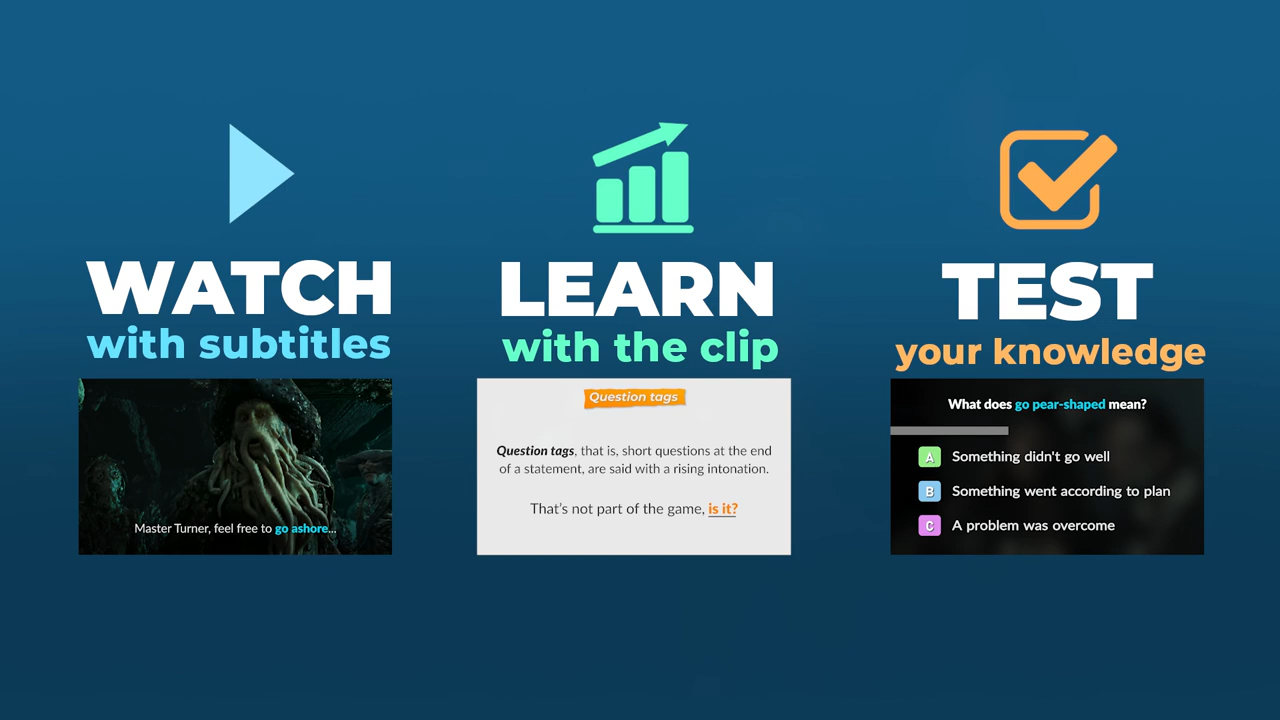 WATCH
with subtitles
Master Turner, feel free to go ashore...
LEARN
with the clip
Question tags
Question tags, that is, short questions at the end
of a statement, are said with a rising intonation.
That's not part of the game, is it?
TEST
your knowledge
What does go pear-shaped mean?
A Something didn't go well
B Something went according to plan
C A problem was overcome